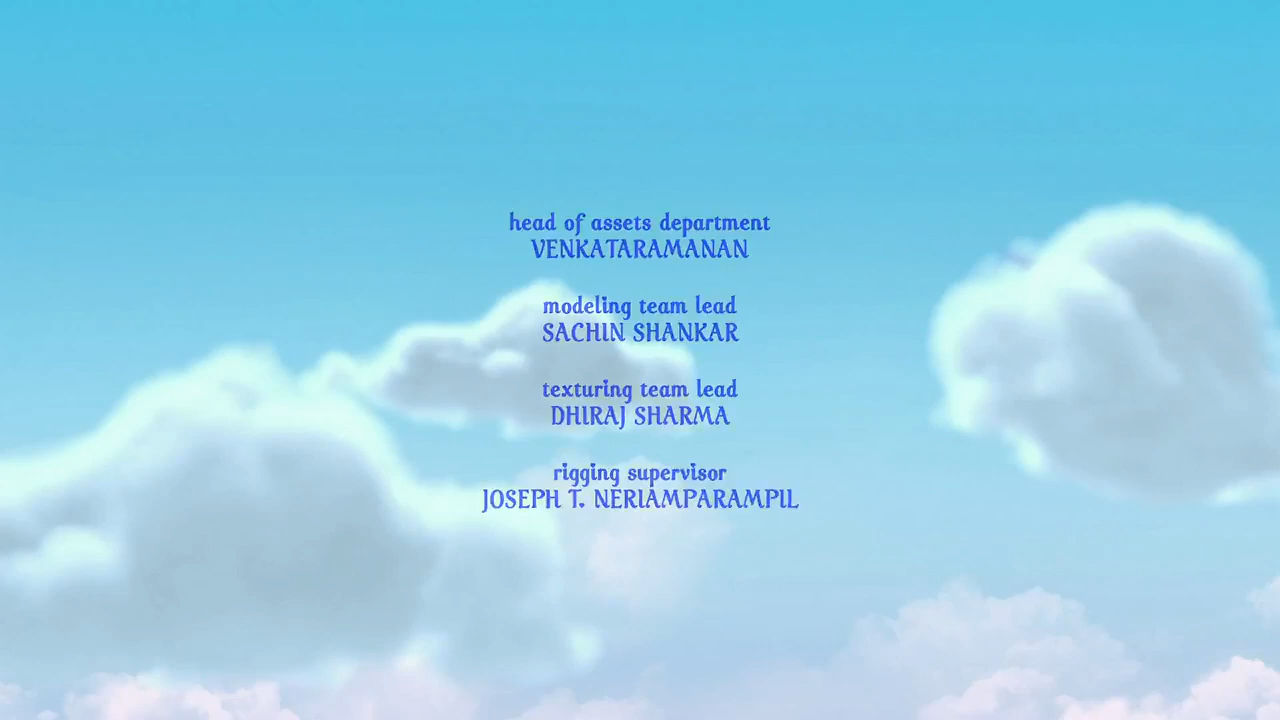 head of assets department
VENKATARAMANAN
modeling team lead
SACHIN SHANKAR
texturing team lead
DHIRAJ SHARMA
rigging supervisor
JOSEPH T. NERIAMPARAMPIL